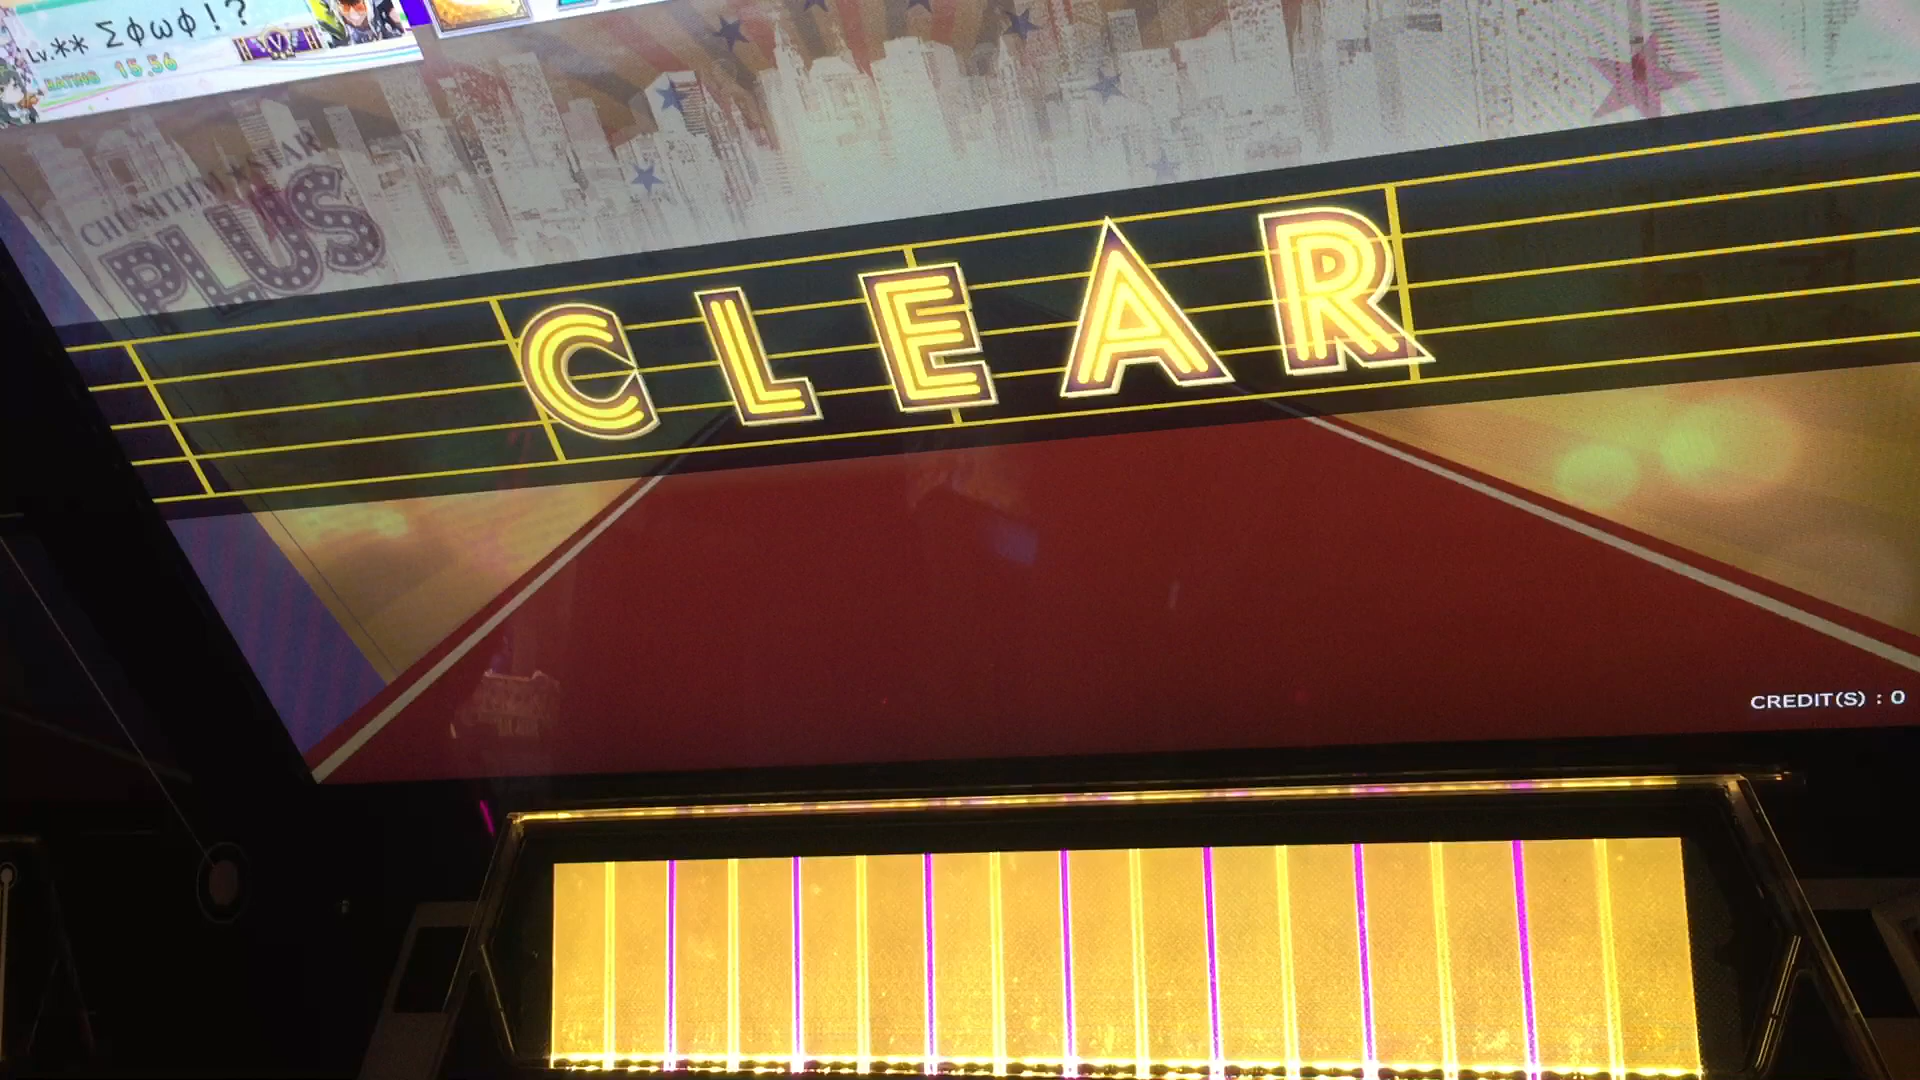 Lv.** Σφωφ!?
RATING 15.56
V
CHUNITHM★STAR
PLUS
CLEAR
CREDIT(S) : 0